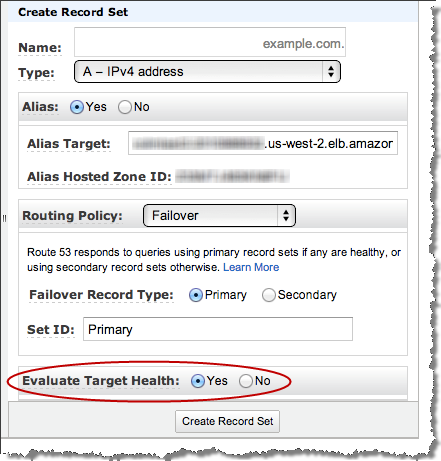 Create Record Set
Name: example.com.
Type: A – IPv4 address
Alias: Yes No
Alias Target: .us-west-2.elb.amazor
Alias Hosted Zone ID:
Routing Policy: Failover
Route 53 responds to queries using primary record sets if any are healthy, or
using secondary record sets otherwise. Learn More
Failover Record Type: Primary Secondary
Set ID: Primary
Evaluate Target Health: Yes No
Create Record Set